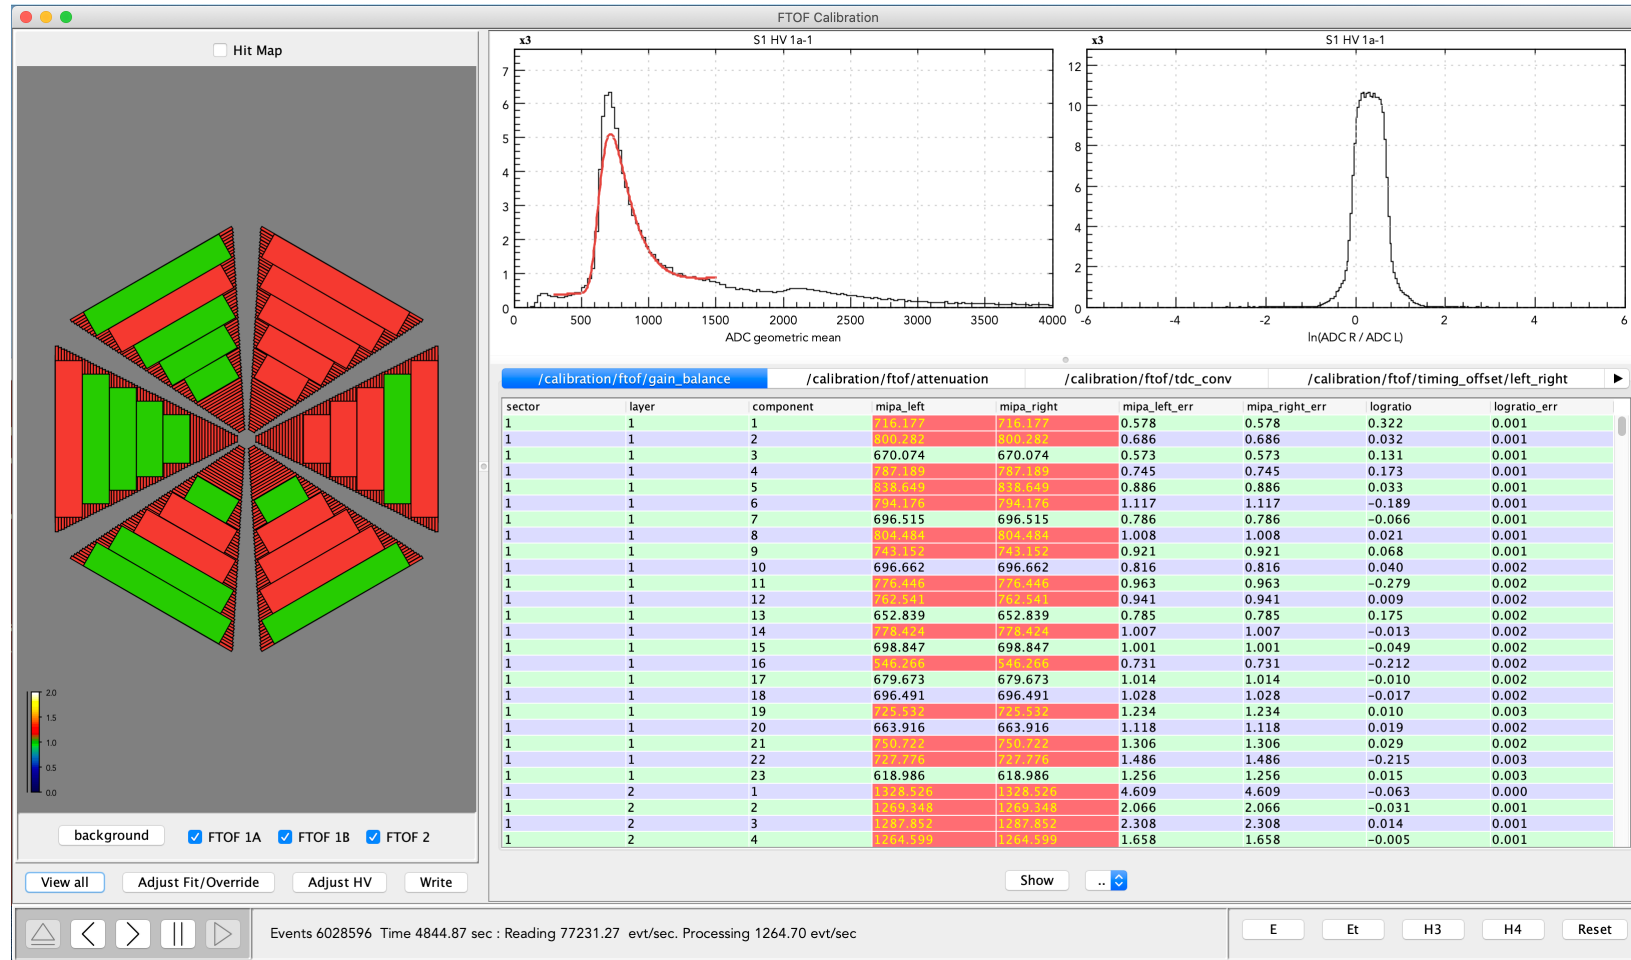 FTOF Calibration
Hit Map
2.0
1.5
1.0
0.5
0.0
background
FTOF 1A
FTOF 1B
FTOF 2
View all
Adjust Fit/Override
Adjust HV
Write
x3
S1 HV 1a-1
7
6
5
4
3
2
1
0
0 500 1000 1500 2000 2500 3000 3500 4000
ADC geometric mean
x3
S1 HV 1a-1
12
10
8
6
4
2
0
-6 -4 -2 0 2 4 6
ln(ADC R / ADC L)
/calibration/ftof/gain_balance /calibration/ftof/attenuation /calibration/ftof/tdc_conv /calibration/ftof/timing_offset/left_right
sector layer component mipa_left mipa_right mipa_left_err mipa_right_err logratio logratio_err
1 1 1 716.177 716.177 0.578 0.578 0.322 0.001
1 1 2 800.282 800.282 0.686 0.686 0.032 0.001
1 1 3 670.074 670.074 0.573 0.573 0.131 0.001
1 1 4 787.189 787.189 0.745 0.745 0.173 0.001
1 1 5 838.649 838.649 0.886 0.886 0.033 0.001
1 1 6 794.176 794.176 1.117 1.117 -0.189 0.001
1 1 7 696.515 696.515 0.786 0.786 -0.066 0.001
1 1 8 804.484 804.484 1.008 1.008 0.021 0.001
1 1 9 743.152 743.152 0.921 0.921 0.068 0.001
1 1 10 696.662 696.662 0.816 0.816 0.040 0.002
1 1 11 776.446 776.446 0.963 0.963 -0.279 0.002
1 1 12 762.541 762.541 0.941 0.941 0.009 0.002
1 1 13 652.839 652.839 0.785 0.785 0.175 0.002
1 1 14 778.424 778.424 1.007 1.007 -0.013 0.002
1 1 15 698.847 698.847 1.001 1.001 -0.049 0.002
1 1 16 546.266 546.266 0.731 0.731 -0.212 0.002
1 1 17 679.673 679.673 1.014 1.014 -0.010 0.002
1 1 18 696.491 696.491 1.028 1.028 -0.017 0.002
1 1 19 725.532 725.532 1.234 1.234 0.010 0.003
1 1 20 663.916 663.916 1.118 1.118 0.019 0.002
1 1 21 750.722 750.722 1.306 1.306 0.029 0.002
1 1 22 727.776 727.776 1.486 1.486 -0.215 0.003
1 1 23 618.986 618.986 1.256 1.256 0.015 0.003
1 2 1 1328.526 1328.526 4.609 4.609 -0.063 0.000
1 2 2 1269.348 1269.348 2.066 2.066 -0.031 0.001
1 2 3 1287.852 1287.852 2.308 2.308 0.014 0.001
1 2 4 1264.599 1264.599 1.658 1.658 -0.005 0.001
Show
..
Events 6028596 Time 4844.87 sec : Reading 77231.27 evt/sec. Processing 1264.70 evt/sec
E
Et
H3
H4
Reset